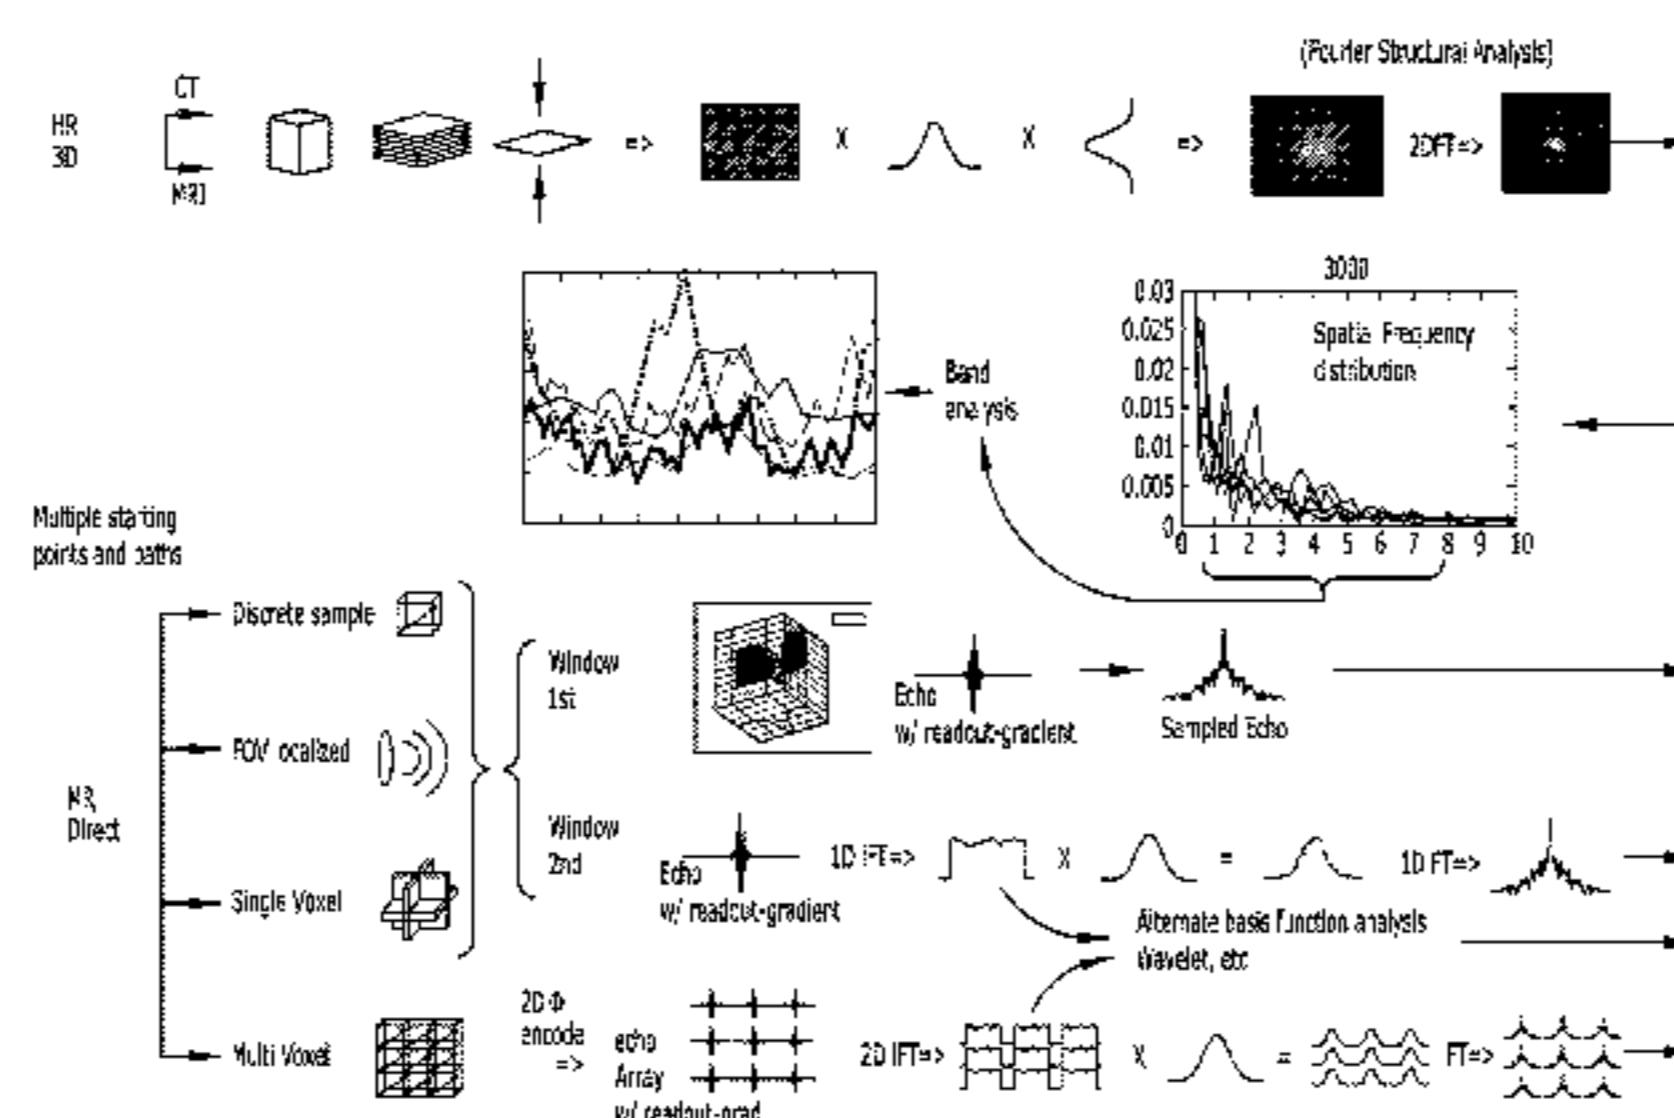 (Fourier Structural Analysis)
CT
HR
3D
MRI
=>
X
X
=>
2DFT=>
3000
0.03
0.025
0.02
0.015
0.01
0.005
0
Spatial Frequency
distribution
0 1 2 3 4 5 6 7 8 9 10
Band
analysis
Multiple starting
points and paths
Discrete sample
FOV localized
MR,
Direct
Single Voxel
Multi Voxel
Window
1st
Echo
w/ readout-gradient
Sampled Echo
Window
2nd
Echo
w/ readout-gradient
1D IFT=>
X
=
1D FT=>
Alternate basis function analysis
Wavelet, etc
2D Φ
encode
=>
echo
Array
w/ readout-grad
2D IFT=>
X
=
FT=>